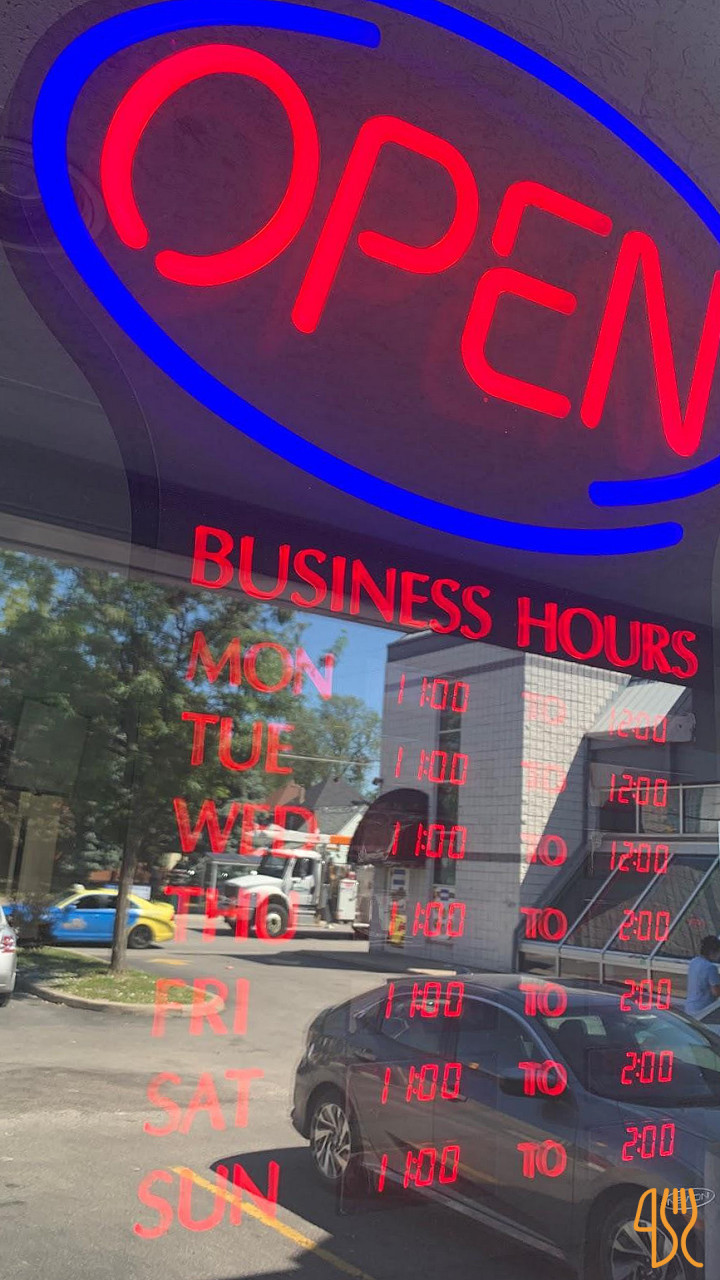 OPEN
BUSINESS HOURS
MON 11:00 TO 12:00
TUE 11:00 TO 12:00
WED 11:00 TO 12:00
THU 11:00 TO 2:00
FRI 11:00 TO 2:00
SAT 11:00 TO 2:00
SUN 11:00 TO 2:00